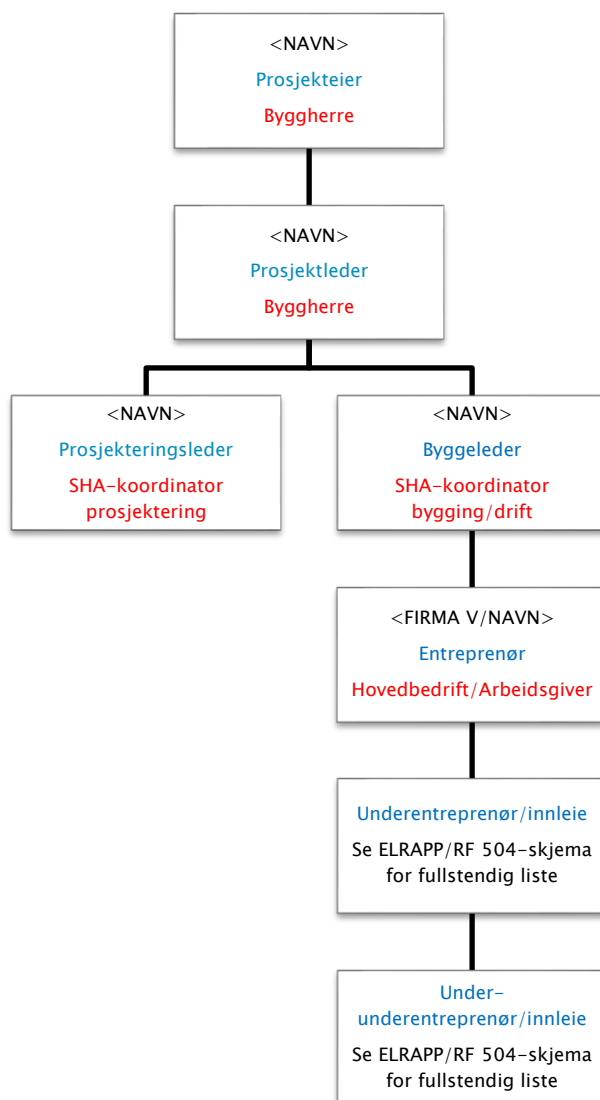 <NAVN>
Prosjekteier
Byggherre
<NAVN>
Prosjektleder
Byggherre
<NAVN>
Prosjekteringsleder
SHA-koordinator
prosjektering
<NAVN>
Byggeleder
SHA-koordinator
bygging/drift
<FIRMA V/NAVN>
Entreprenør
Hovedbedrift/Arbeidsgiver
Underentreprenør/innleie
Se ELRAPP/RF 504-skjema
for fullstendig liste
Under-
underentreprenør/innleie
Se ELRAPP/RF 504-skjema
for fullstendig liste